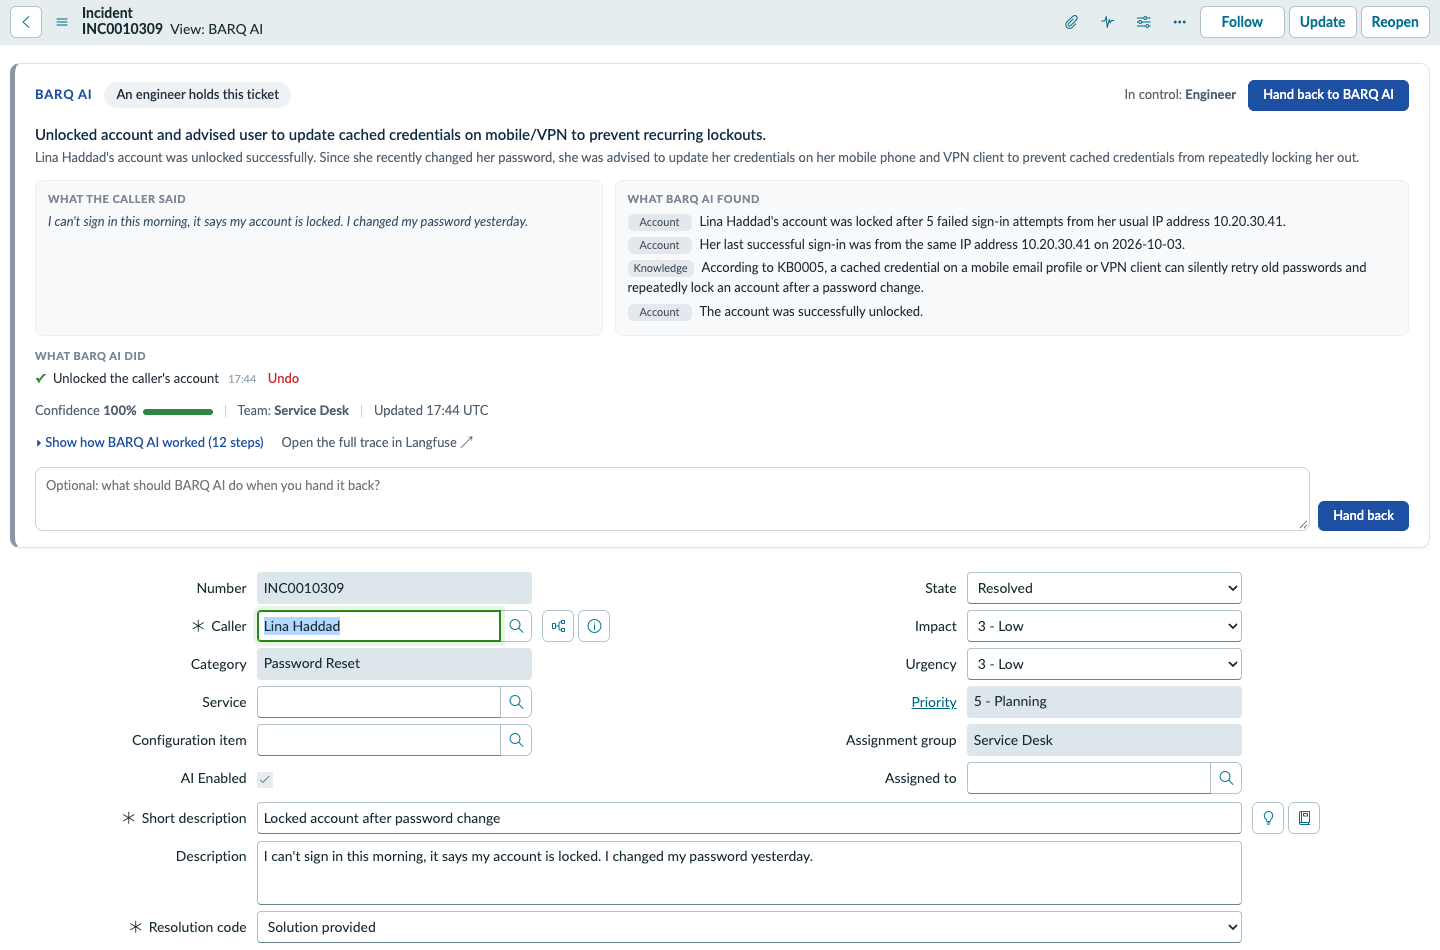 Incident
INC0010309 View: BARQ AI
Follow
Update
Reopen
BARQ AI
An engineer holds this ticket
In control: Engineer
Hand back to BARQ AI
Unlocked account and advised user to update cached credentials on mobile/VPN to prevent recurring lockouts.
Lina Haddad's account was unlocked successfully. Since she recently changed her password, she was advised to update her credentials on her mobile phone and VPN client to prevent cached credentials from repeatedly locking her out.
WHAT THE CALLER SAID
I can't sign in this morning, it says my account is locked. I changed my password yesterday.
WHAT BARQ AI FOUND
Account Lina Haddad's account was locked after 5 failed sign-in attempts from her usual IP address 10.20.30.41.
Account Her last successful sign-in was from the same IP address 10.20.30.41 on 2026-10-03.
Knowledge According to KB0005, a cached credential on a mobile email profile or VPN client can silently retry old passwords and
repeatedly lock an account after a password change.
Account The account was successfully unlocked.
WHAT BARQ AI DID
✓ Unlocked the caller's account 17:44 Undo
Confidence 100% Team: Service Desk Updated 17:44 UTC
Show how BARQ AI worked (12 steps) Open the full trace in Langfuse ↗
Optional: what should BARQ AI do when you hand it back?
Hand back
Number INC0010309
State Resolved
Caller Lina Haddad
Impact 3 - Low
Category Password Reset
Urgency 3 - Low
Service
Priority 5 - Planning
Configuration item
Assignment group Service Desk
AI Enabled
Assigned to
Short description Locked account after password change
Description I can't sign in this morning, it says my account is locked. I changed my password yesterday.
Resolution code Solution provided